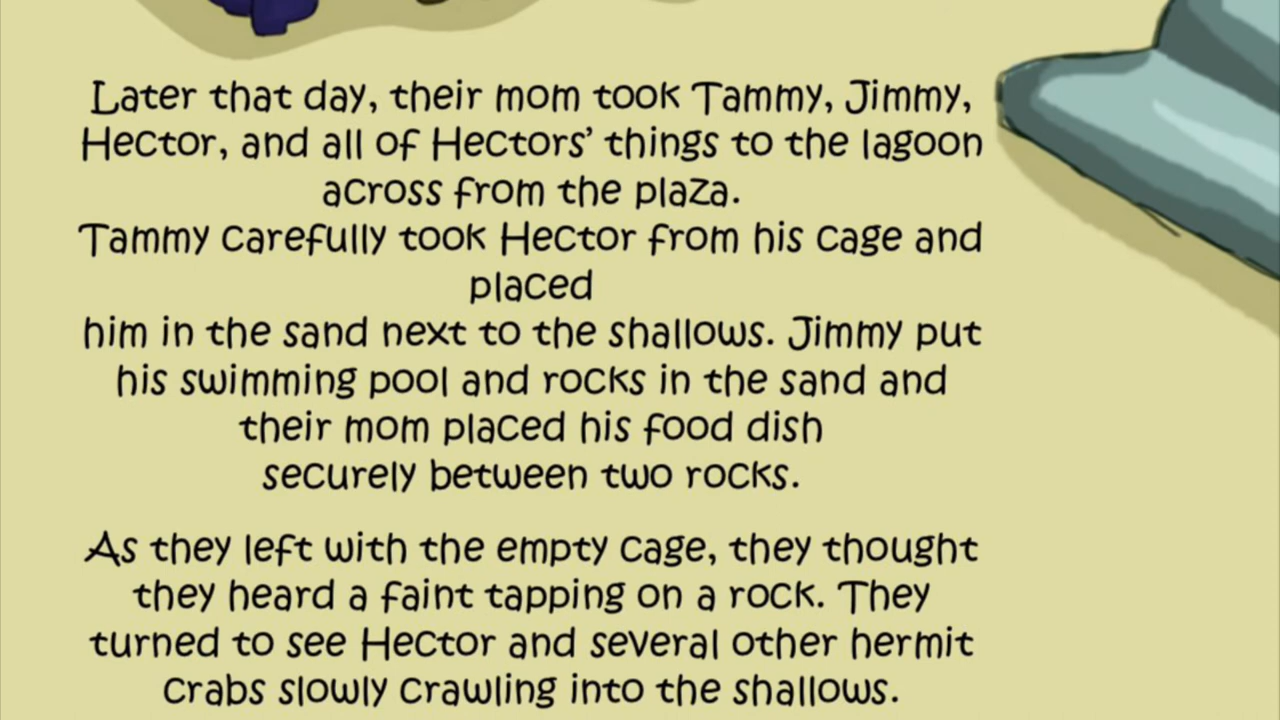 Later that day, their mom took Tammy, Jimmy,
Hector, and all of Hectors’ things to the lagoon
across from the plaza.
Tammy carefully took Hector from his cage and
placed
him in the sand next to the shallows. Jimmy put
his swimming pool and rocks in the sand and
their mom placed his food dish
securely between two rocks.
As they left with the empty cage, they thought
they heard a faint tapping on a rock. They
turned to see Hector and several other hermit
crabs slowly crawling into the shallows.